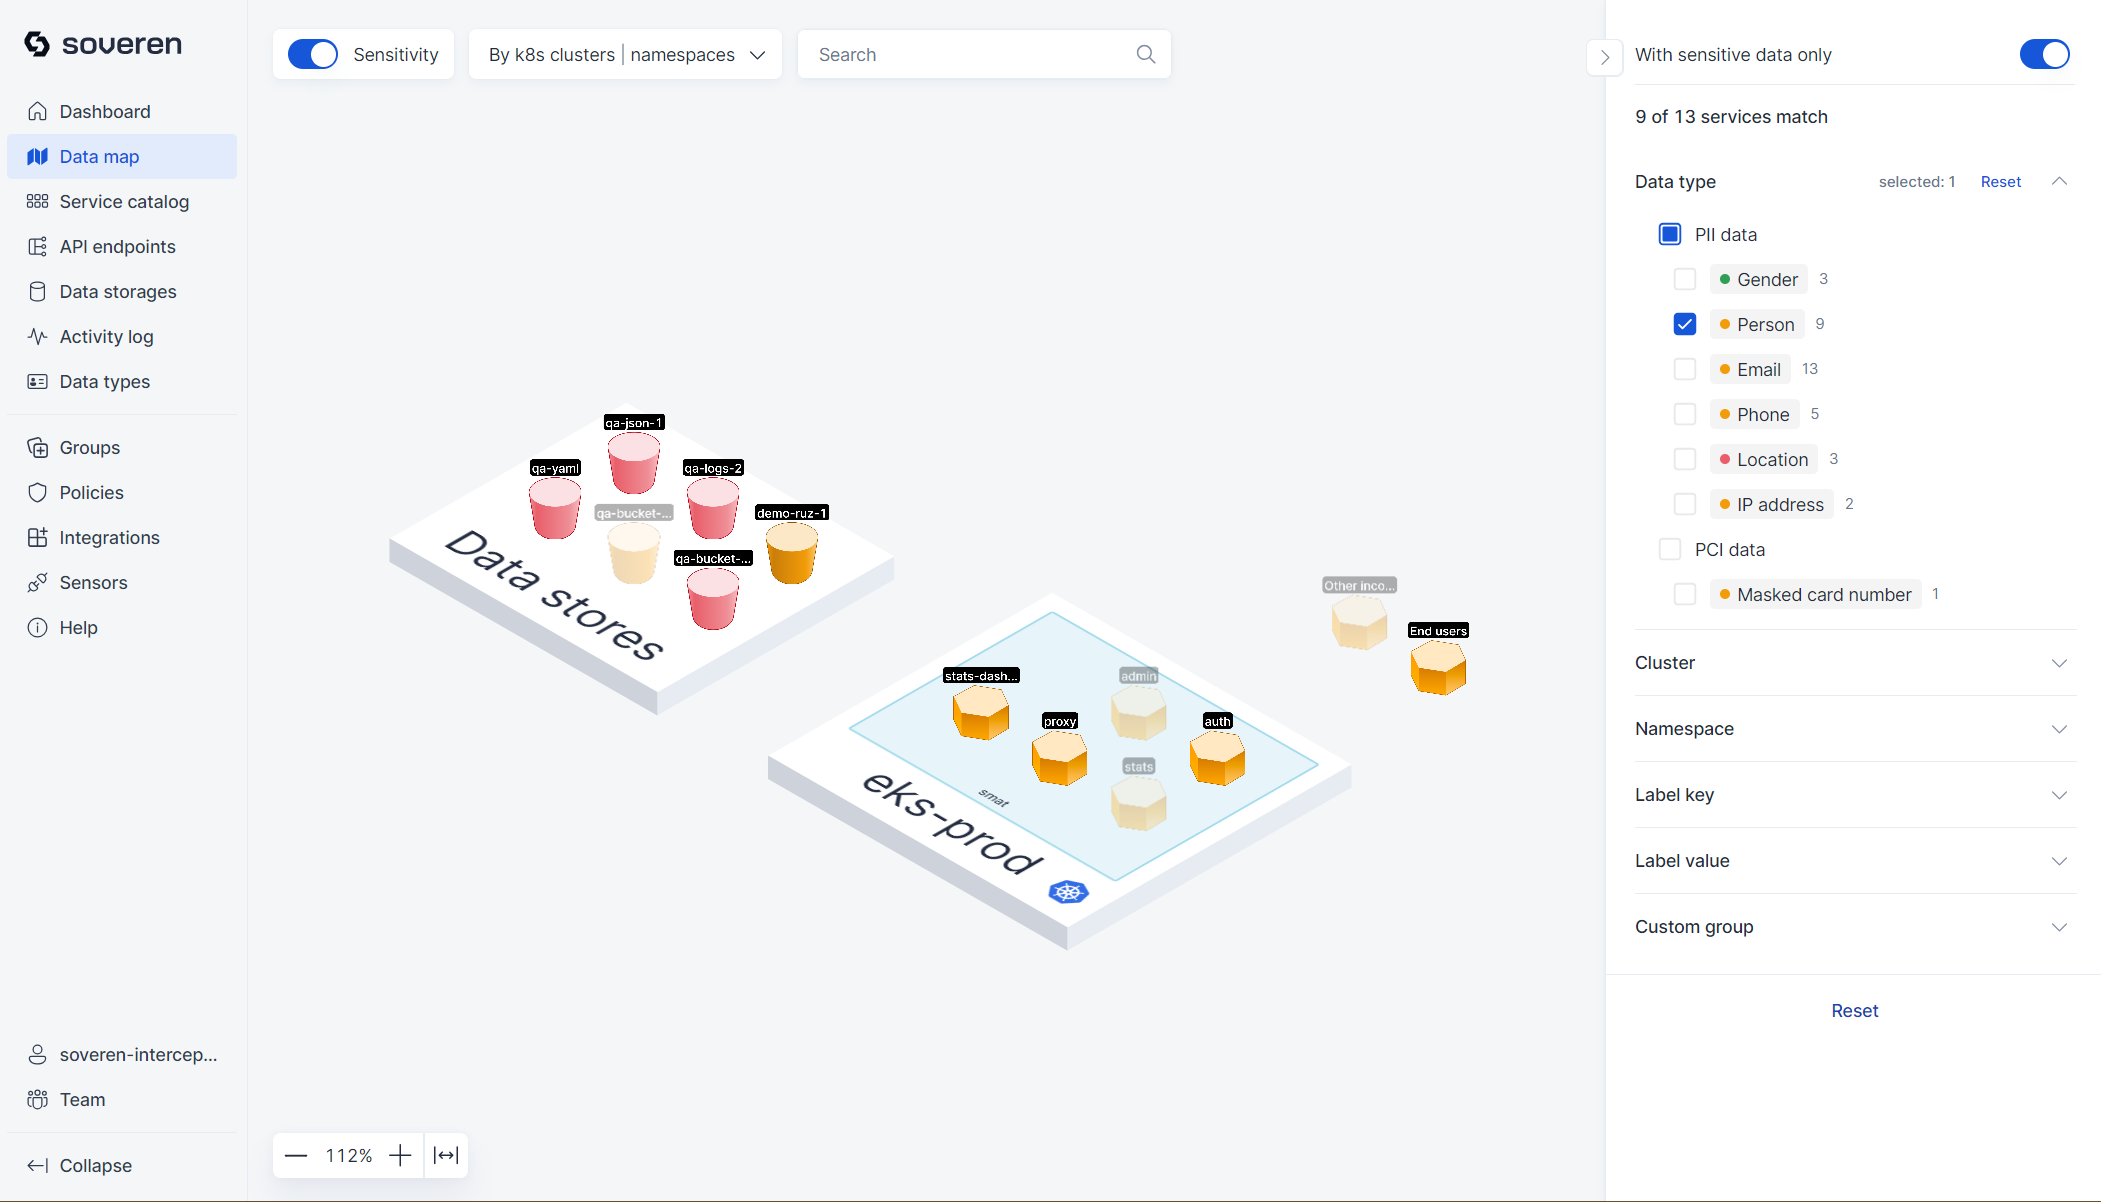 soveren
Dashboard
Data map
Service catalog
API endpoints
Data storages
Activity log
Data types
Groups
Policies
Integrations
Sensors
Help
soveren-intercep...
Team
Collapse
Sensitivity
By k8s clusters | namespaces
Search
qa-json-1
qa-yaml
qa-logs-2
qa-bucket-...
demo-ruz-1
qa-bucket-...
Data stores
Other inco...
End users
stats-dash...
admin
proxy
auth
stats
smat
eks-prod
112%
With sensitive data only
9 of 13 services match
Data type selected: 1 Reset
PII data
Gender 3
Person 9
Email 13
Phone 5
Location 3
IP address 2
PCI data
Masked card number 1
Cluster
Namespace
Label key
Label value
Custom group
Reset